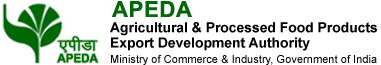 एपीडा
APEDA
APEDA
Agricultural & Processed Food Products
Export Development Authority
Ministry of Commerce & Industry, Government of India